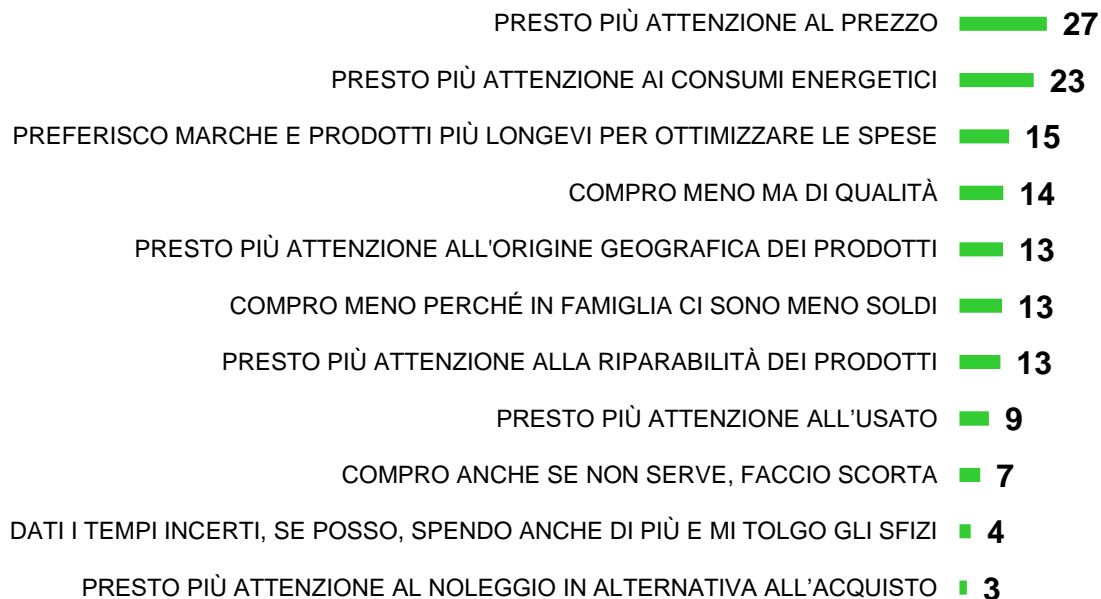 PRESTO PIÙ ATTENZIONE AL PREZZO 27
PRESTO PIÙ ATTENZIONE AI CONSUMI ENERGETICI 23
PREFERISCO MARCHE E PRODOTTI PIÙ LONGEVI PER OTTIMIZZARE LE SPESE 15
COMPRO MENO MA DI QUALITÀ 14
PRESTO PIÙ ATTENZIONE ALL'ORIGINE GEOGRAFICA DEI PRODOTTI 13
COMPRO MENO PERCHÉ IN FAMIGLIA CI SONO MENO SOLDI 13
PRESTO PIÙ ATTENZIONE ALLA RIPARABILITÀ DEI PRODOTTI 13
PRESTO PIÙ ATTENZIONE ALL’USATO 9
COMPRO ANCHE SE NON SERVE, FACCIO SCORTA 7
DATI I TEMPI INCERTI, SE POSSO, SPENDO ANCHE DI PIÙ E MI TOLGO GLI SFIZI 4
PRESTO PIÙ ATTENZIONE AL NOLEGGIO IN ALTERNATIVA ALL’ACQUISTO 3